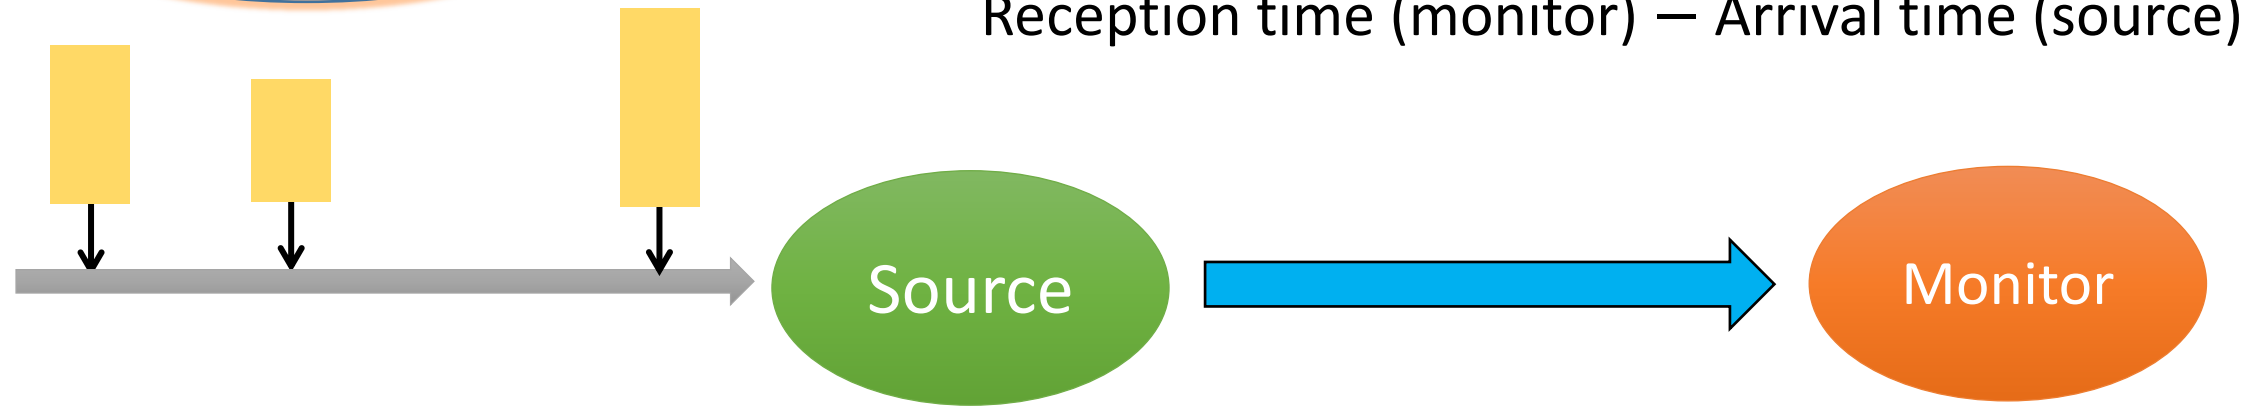 Reception time (monitor) — Arrival time (source)
Source
Monitor